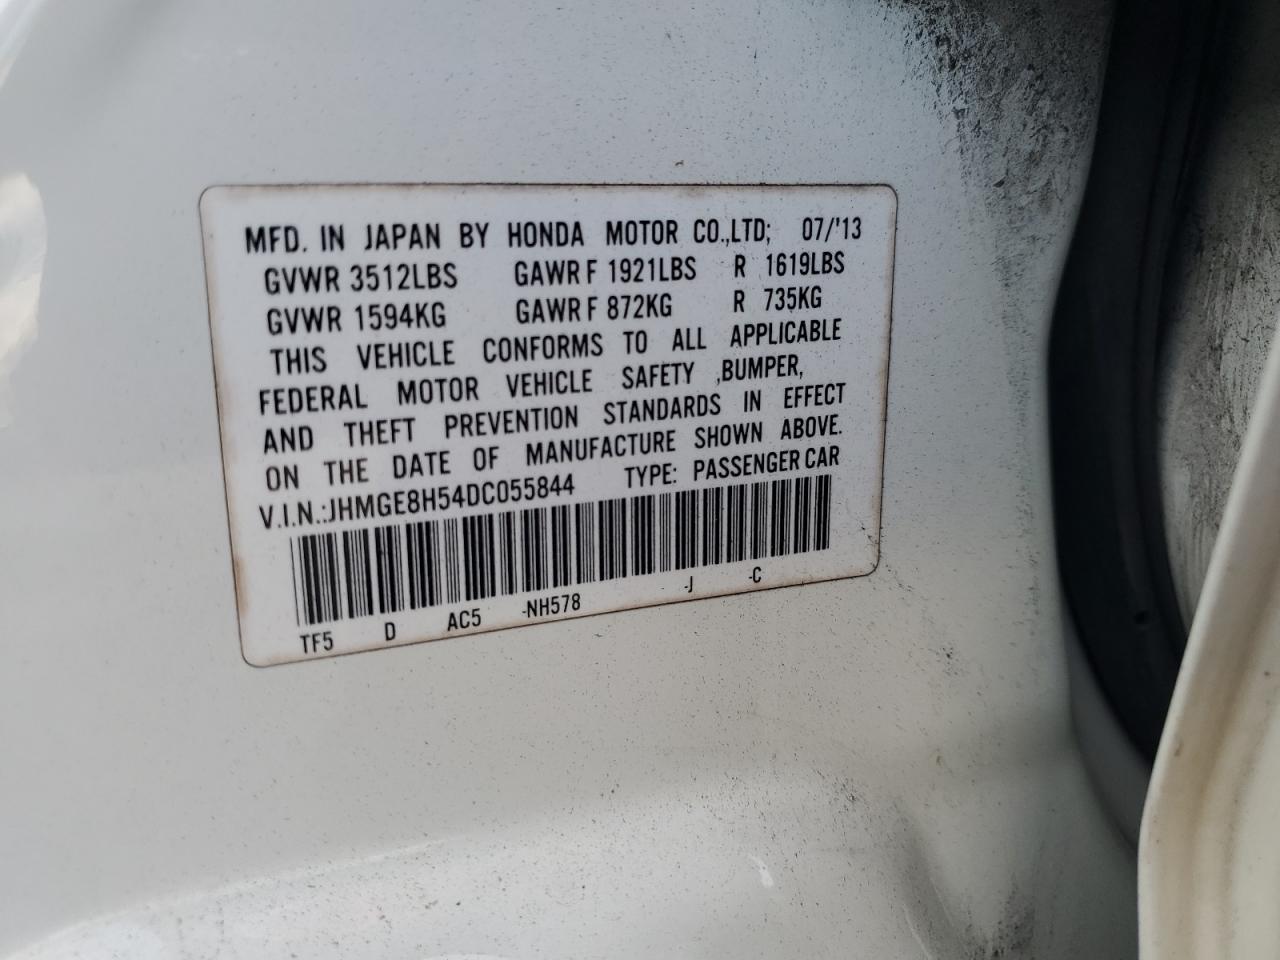 MFD. IN JAPAN BY HONDA MOTOR CO.,LTD; 07/'13
GVWR 3512LBS GAWR F 1921LBS R 1619LBS
GVWR 1594KG GAWR F 872KG R 735KG
THIS VEHICLE CONFORMS TO ALL APPLICABLE
FEDERAL MOTOR VEHICLE SAFETY ,BUMPER,
AND THEFT PREVENTION STANDARDS IN EFFECT
ON THE DATE OF MANUFACTURE SHOWN ABOVE.
V.I.N.:JHMGE8H54DC055844 TYPE: PASSENGER CAR
TF5 D AC5 -NH578 -J -C